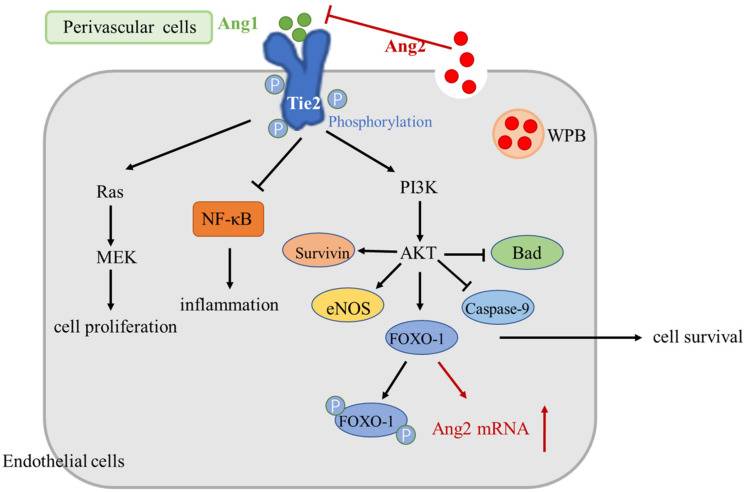 Perivascular cells
Ang1
Ang2
P
Tie2
P
P
Phosphorylation
WPB
Ras
PI3K
NF-κB
MEK
Survivin
AKT
Bad
inflammation
eNOS
Caspase-9
cell proliferation
FOXO-1
cell survival
P
FOXO-1
P
Ang2 mRNA
Endothelial cells